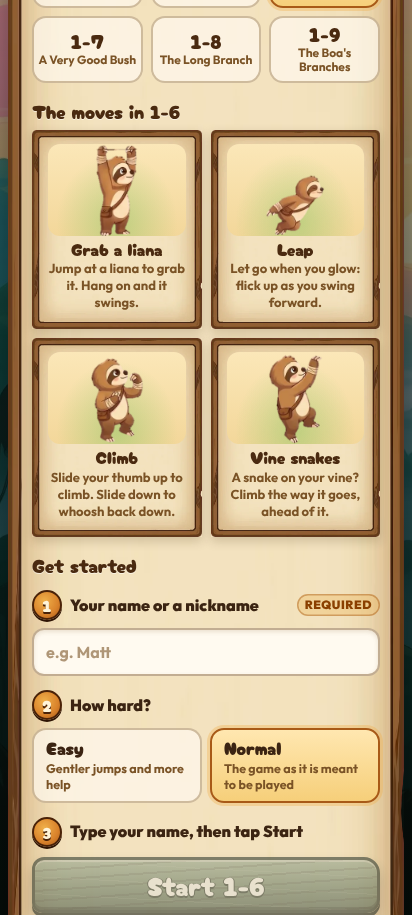 1-7
A Very Good Bush
1-8
The Long Branch
1-9
The Boa's
Branches
The moves in 1-6
Grab a liana
Jump at a liana to grab
it. Hang on and it
swings.
Leap
Let go when you glow:
flick up as you swing
forward.
Climb
Slide your thumb up to
climb. Slide down to
whoosh back down.
Vine snakes
A snake on your vine?
Climb the way it goes,
ahead of it.
Get started
1 Your name or a nickname REQUIRED
e.g. Matt
2 How hard?
Easy
Gentler jumps and more
help
Normal
The game as it is meant
to be played
3 Type your name, then tap Start
Start 1-6